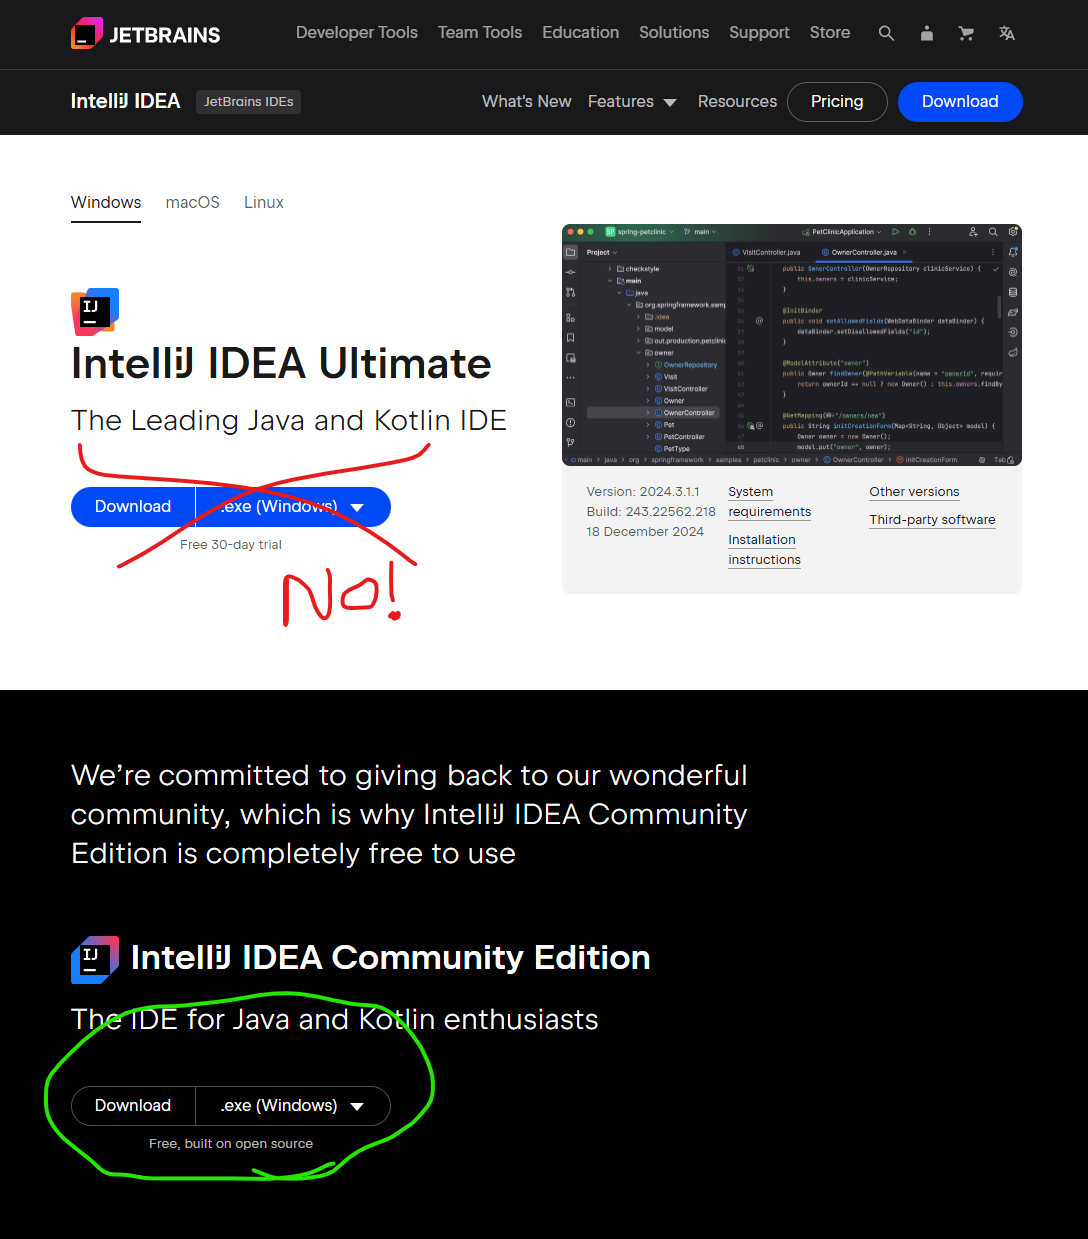 JETBRAINS
Developer Tools Team Tools Education Solutions Support Store
IntelliJ IDEA JetBrains IDEs What's New Features Resources Pricing Download
Windows macOS Linux
IntelliJ IDEA Ultimate
The Leading Java and Kotlin IDE
Download .exe (Windows)
Free 30-day trial
No!
SP spring-petclinic main PetClinicApplication
Project
VisitController.java OwnerController.java
checkstyle
main
java
org.springframework.samp
.idea
model
out.production.petclinic
owner
OwnerRepository
Visit
VisitController
Owner
OwnerController
Pet
PetController
PetType
public OwnerController(OwnerRepository clinicService) {
this.owners = clinicService;
}
@InitBinder
public void setAllowedFields(WebDataBinder dataBinder) {
dataBinder.setDisallowedFields("id");
}
@ModelAttribute("owner")
public Owner findOwner(@PathVariable(name = "ownerId", requir
return ownerId == null ? new Owner() : this.owners.findBy
}
@GetMapping("/owners/new")
public String initCreationForm(Map<String, Object> model) {
Owner owner = new Owner();
model.put("owner", owner);
main > java > org > springframework > samples > petclinic > owner > OwnerController > initCreationForm Tab
Version: 2024.3.1.1
Build: 243.22562.218
18 December 2024
System
requirements
Installation
instructions
Other versions
Third-party software
We're committed to giving back to our wonderful
community, which is why IntelliJ IDEA Community
Edition is completely free to use
IJ IntelliJ IDEA Community Edition
The IDE for Java and Kotlin enthusiasts
Download .exe (Windows)
Free, built on open source